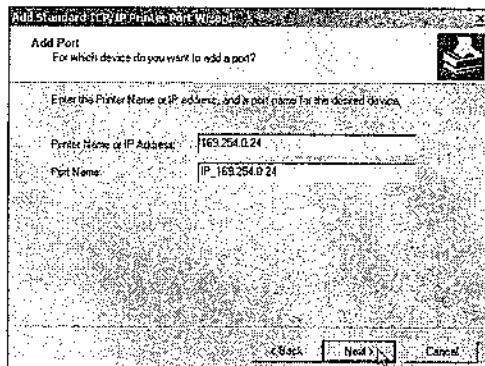 Add Standard TCP/IP Printer Port Wizard
Add Port
For which device do you want to add a port?
Enter the Printer Name or IP address, and a port name for the desired device.
Printer Name or IP Address: 169.254.0.24
Port Name: IP_169.254.0.24
< Back Next > Cancel